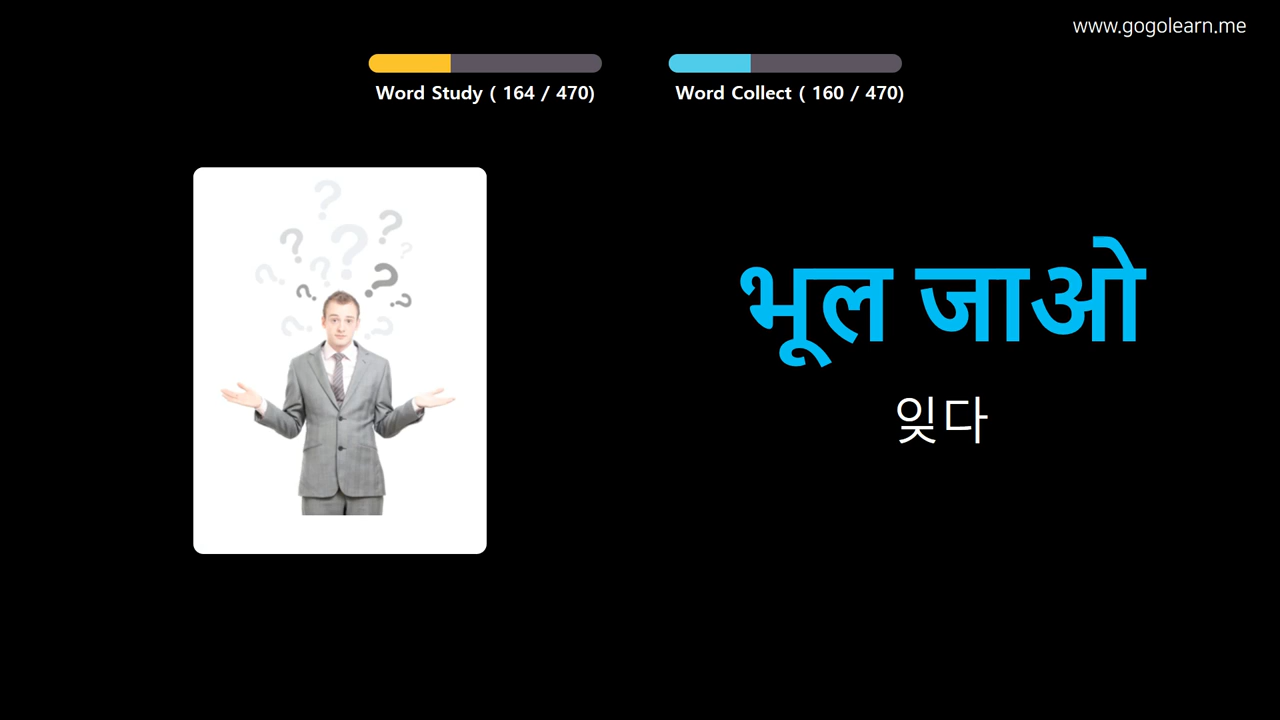 www.gogolearn.me
Word Study ( 164 / 470)
Word Collect ( 160 / 470)
भूल जाओ
잊다